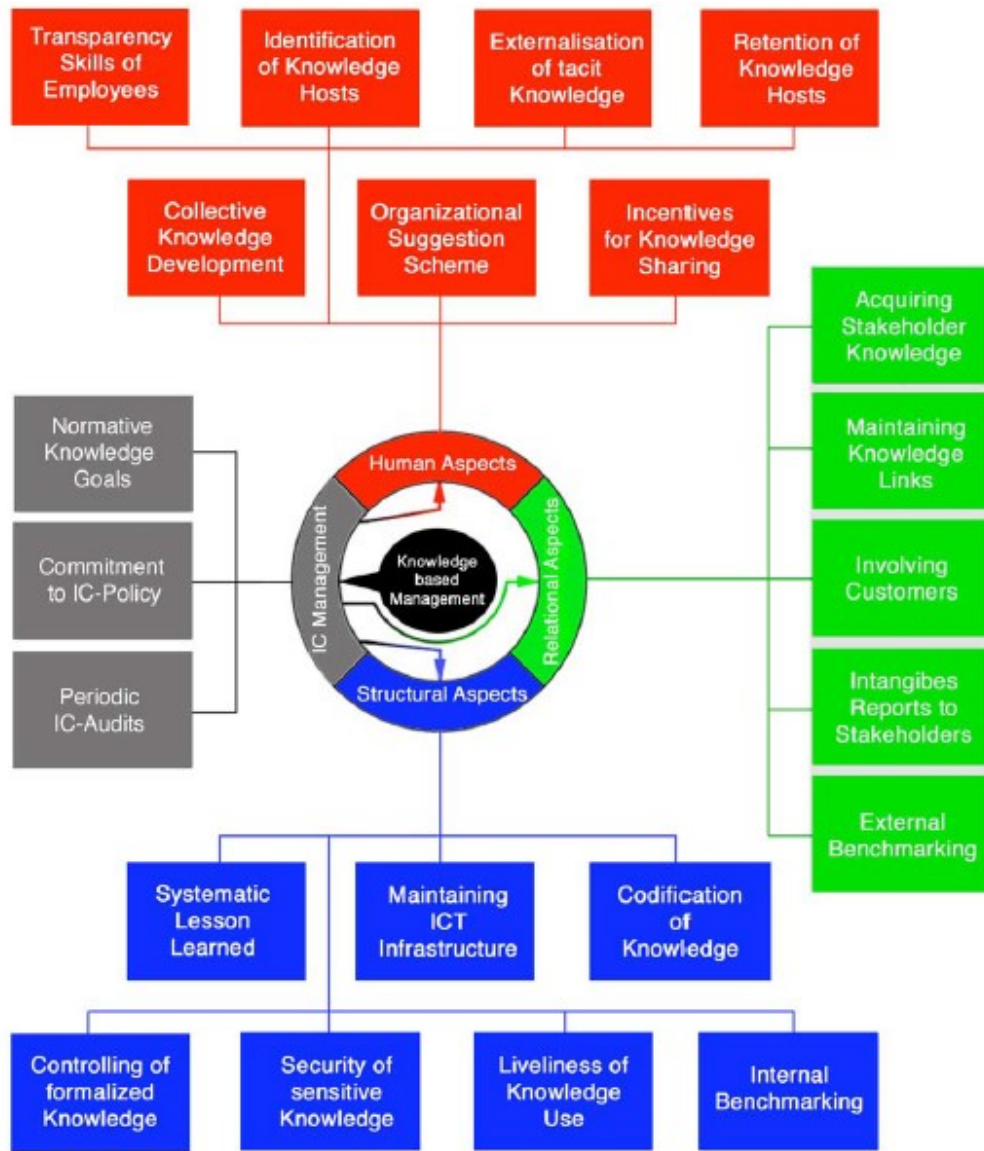 Transparency
Skills of
Employees
Identification
of Knowledge
Hosts
Externalisation
of tacit
Knowledge
Retention of
Knowledge
Hosts
Collective
Knowledge
Development
Organizational
Suggestion
Scheme
Incentives
for Knowledge
Sharing
Acquiring
Stakeholder
Knowledge
Maintaining
Knowledge
Links
Involving
Customers
Intangibes
Reports to
Stakeholders
External
Benchmarking
Normative
Knowledge
Goals
Commitment
to IC-Policy
Periodic
IC-Audits
Human Aspects
IC Management
Knowledge
based
Management
Relational Aspects
Structural Aspects
Systematic
Lesson
Learned
Maintaining
ICT
Infrastructure
Codification
of
Knowledge
Controlling of
formalized
Knowledge
Security of
sensitive
Knowledge
Liveliness of
Knowledge
Use
Internal
Benchmarking